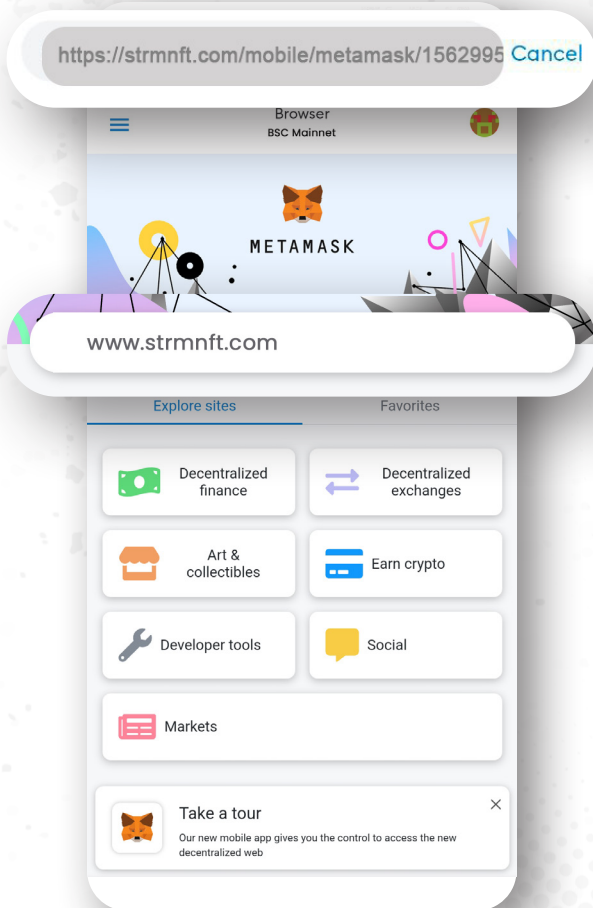 https://strmnft.com/mobile/metamask/1562995 Cancel
Browser
BSC Mainnet
METAMASK
www.strmnft.com
Explore sites Favorites
Decentralized
finance
Decentralized
exchanges
Art &
collectibles
Earn crypto
Developer tools
Social
Markets
Take a tour
Our new mobile app gives you the control to access the new
decentralized web